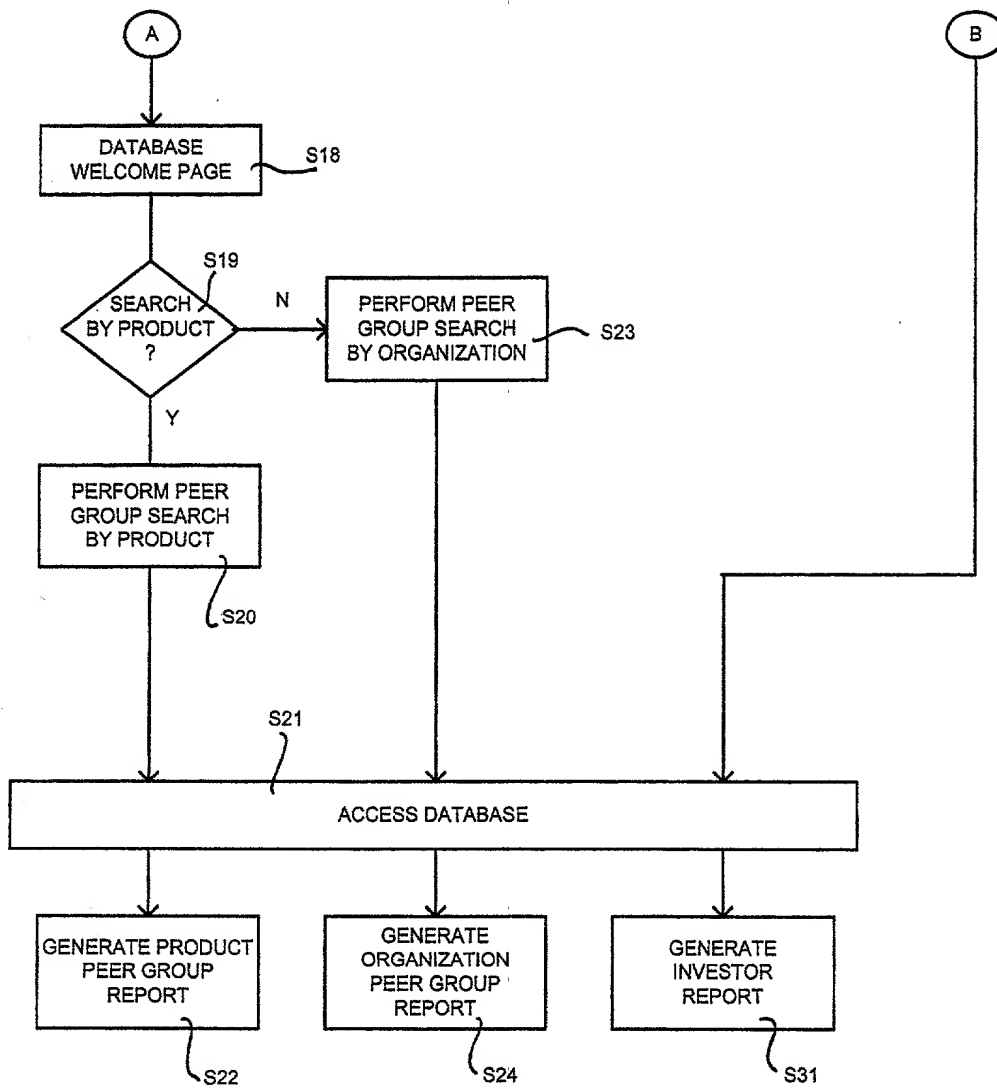 A
B
DATABASE
WELCOME PAGE
S18
S19
SEARCH
BY PRODUCT
?
N
PERFORM PEER
GROUP SEARCH
BY ORGANIZATION
S23
Y
PERFORM PEER
GROUP SEARCH
BY PRODUCT
S20
S21
ACCESS DATABASE
GENERATE PRODUCT
PEER GROUP
REPORT
S22
GENERATE
ORGANIZATION
PEER GROUP
REPORT
S24
GENERATE
INVESTOR
REPORT
S31